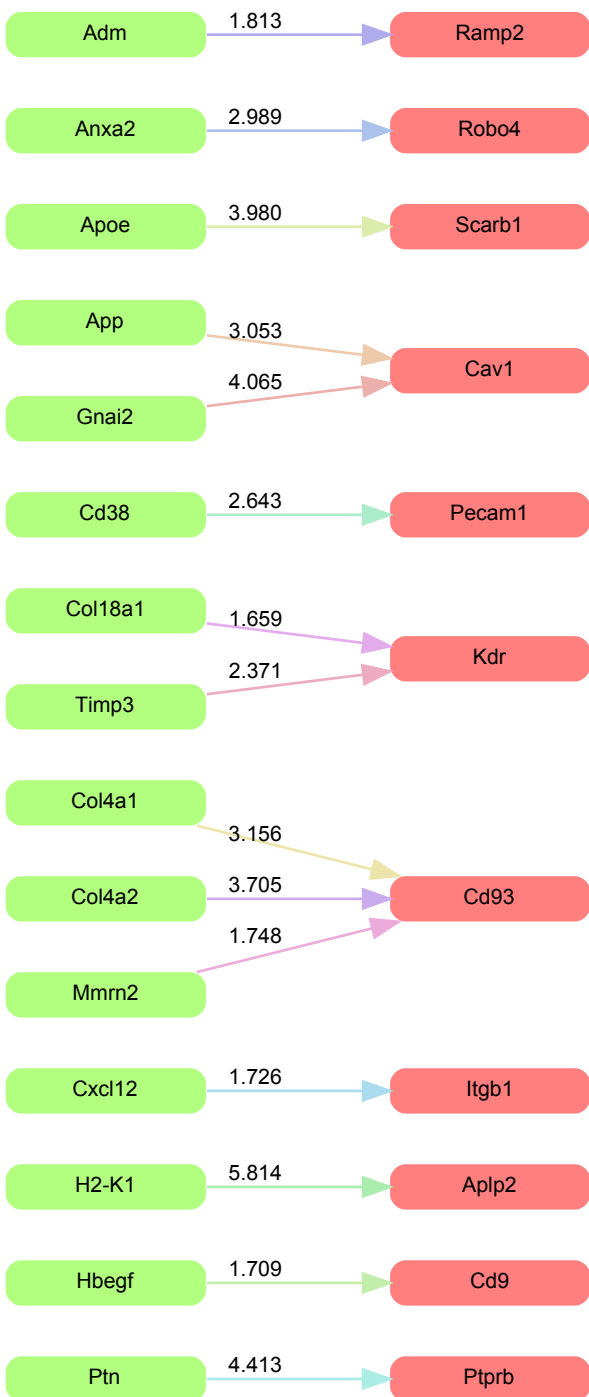 Adm 1.813 Ramp2
Anxa2 2.989 Robo4
Apoe 3.980 Scarb1
App 3.053
Cav1
Gnai2 4.065
Cd38 2.643 Pecam1
Col18a1 1.659
Kdr
Timp3 2.371
Col4a1 3.156
Col4a2 3.705 Cd93
Mmrn2 1.748
Cxcl12 1.726 Itgb1
H2-K1 5.814 Aplp2
Hbegf 1.709 Cd9
Ptn 4.413 Ptprb